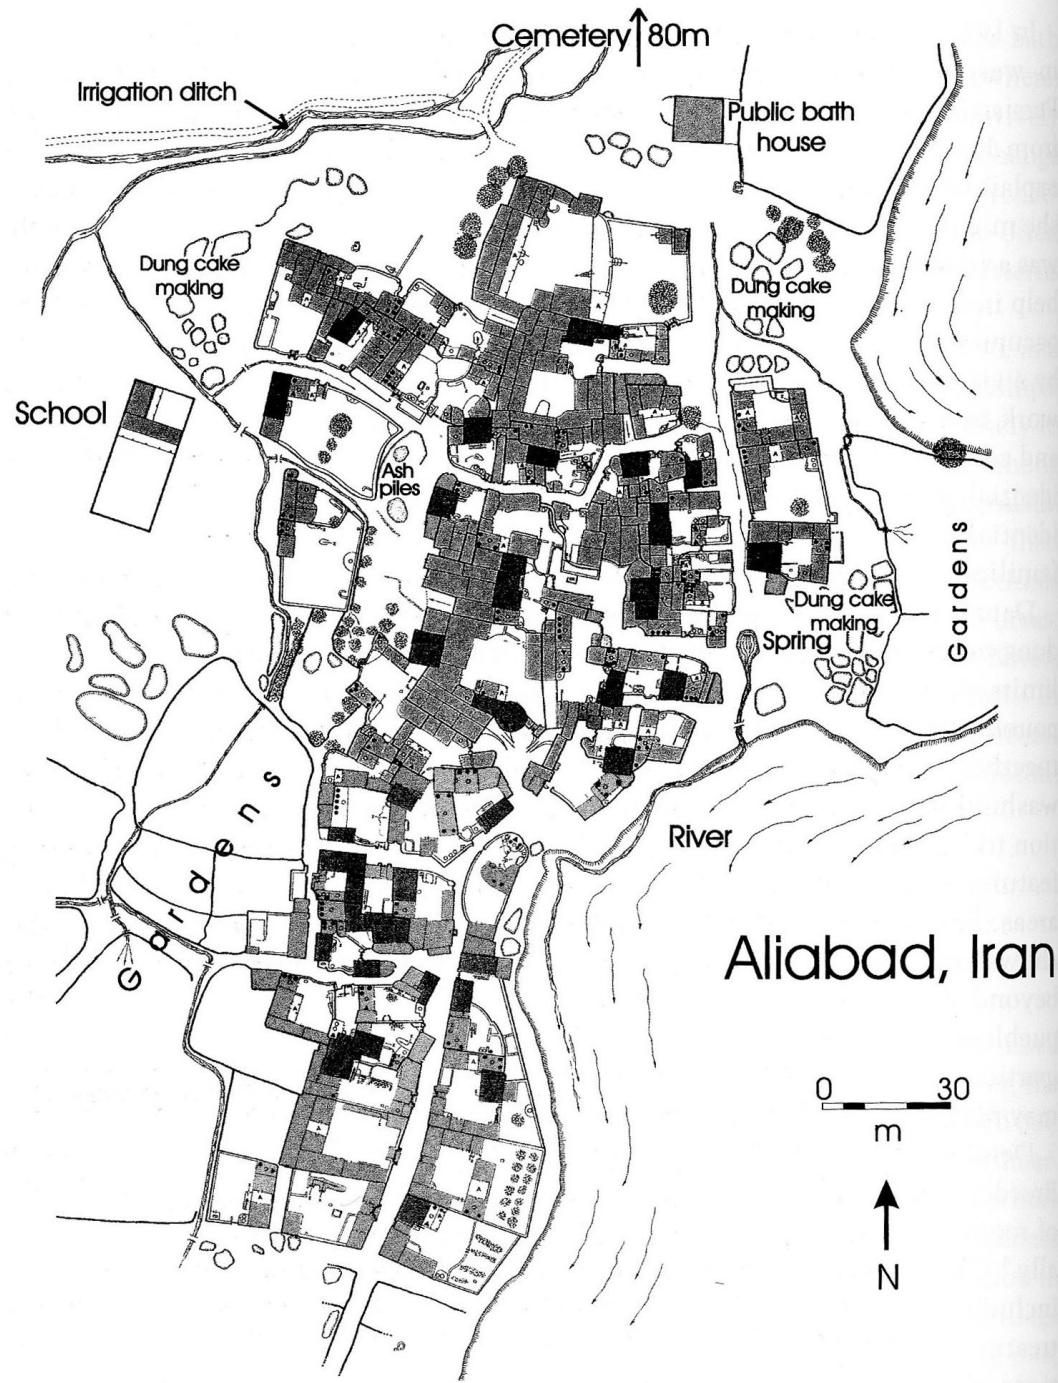 Cemetery 80m
Irrigation ditch
Public bath
house
Dung cake
making
Dung cake
making
School
Ash
piles
Gardens
Dung cake
making
Spring
Gardens
River
Aliabad, Iran
0 30
m
N